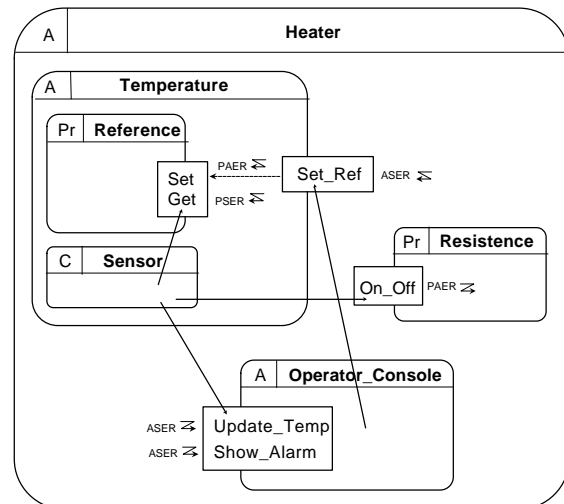 A Heater
A Temperature
Pr Reference
PAER
Set
Set_Ref
ASER
Get
PSER
C Sensor
Pr Resistence
On_Off
PAER
A Operator_Console
ASER Update_Temp
ASER Show_Alarm